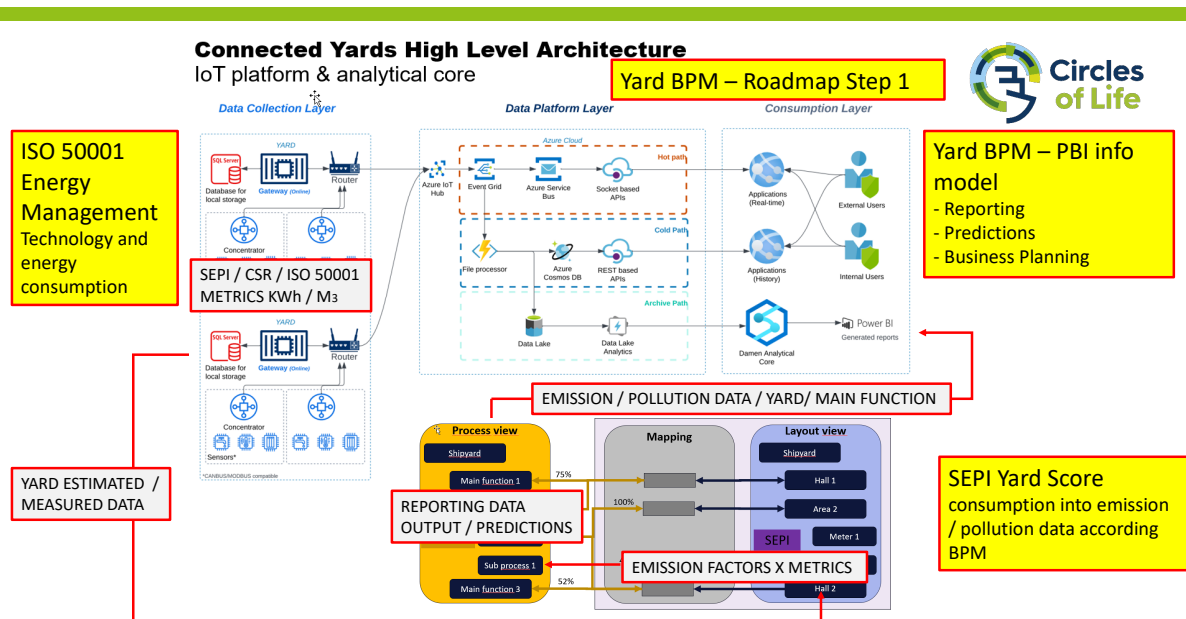 Connected Yards High Level Architecture
IoT platform & analytical core
Yard BPM – Roadmap Step 1
Circles
of Life
Data Collection Layer
Data Platform Layer
Consumption Layer
ISO 50001
Energy
Management
Technology and
energy
consumption
YARD
SQL Server
Database for
local storage
Gateway (Online)
Router
Concentrator
SEPI / CSR / ISO 50001
METRICS KWh / M3
YARD
SQL Server
Database for
local storage
Gateway (Online)
Router
Concentrator
Sensors*
*CANBUS/MODBUS compatible
Azure IoT
Hub
Azure Cloud
Hot path
Event Grid
Azure Service
Bus
Socket based
APIs
Cold Path
File processor
Azure
Cosmos DB
REST based
APIs
Archive Path
Data Lake
Data Lake
Analytics
Applications
(Real-time)
External Users
Applications
(History)
Internal Users
Damen Analytical
Core
Power BI
Generated reports
Yard BPM – PBI info
model
- Reporting
- Predictions
- Business Planning
EMISSION / POLLUTION DATA / YARD/ MAIN FUNCTION
YARD ESTIMATED /
MEASURED DATA
Process view
Shipyard
Main function 1
75%
REPORTING DATA
OUTPUT / PREDICTIONS
100%
Sub process 1
Main function 3
52%
Mapping
Layout view
Shipyard
Hall 1
Area 2
SEPI
Meter 1
EMISSION FACTORS X METRICS
Hall 2
SEPI Yard Score
consumption into emission
/ pollution data according
BPM